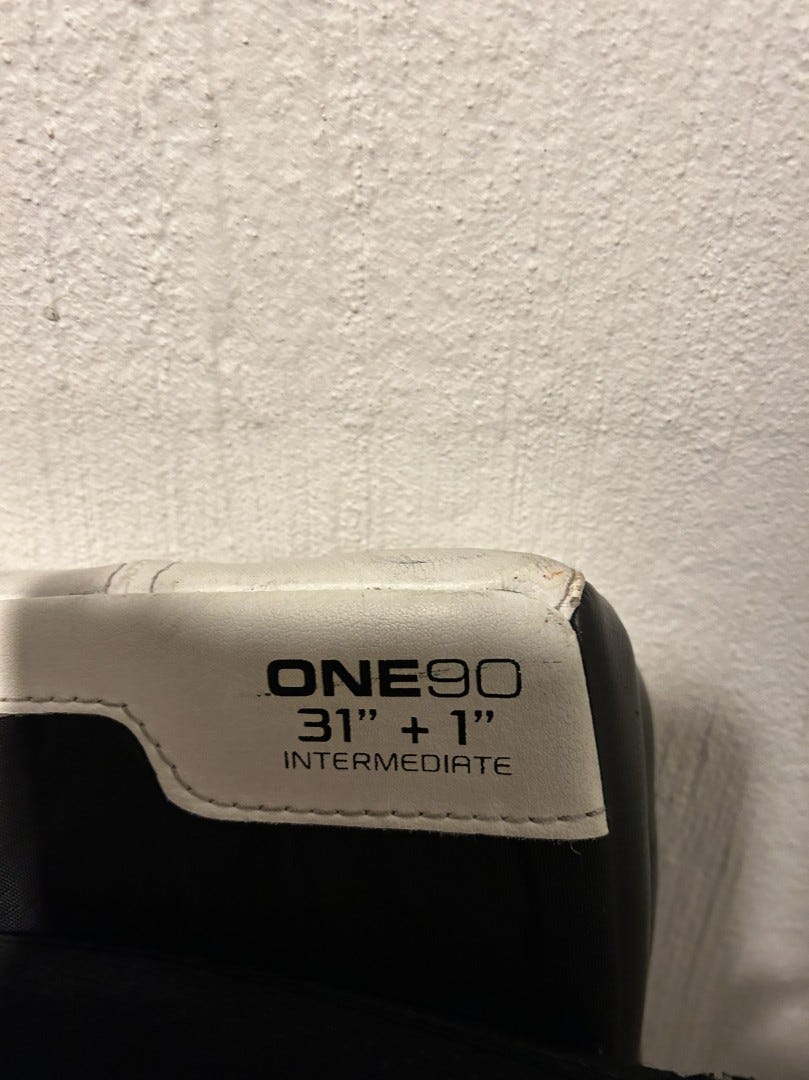 ONE90
31” + 1”
INTERMEDIATE